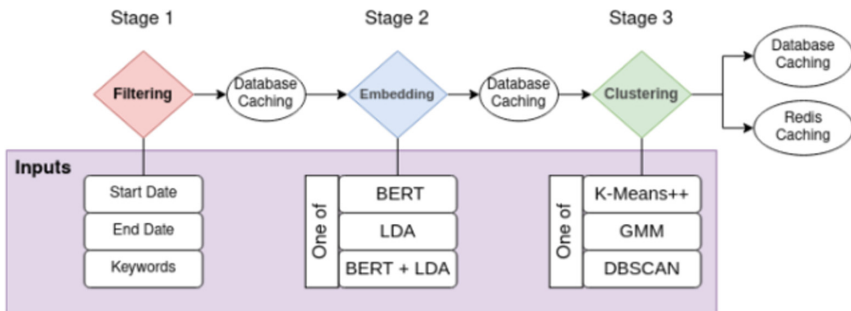 Stage 1
Stage 2
Stage 3
Filtering
Database
Caching
Embedding
Database
Caching
Clustering
Database
Caching
Redis
Caching
Inputs
Start Date
End Date
Keywords
One of
BERT
LDA
BERT + LDA
One of
K-Means++
GMM
DBSCAN